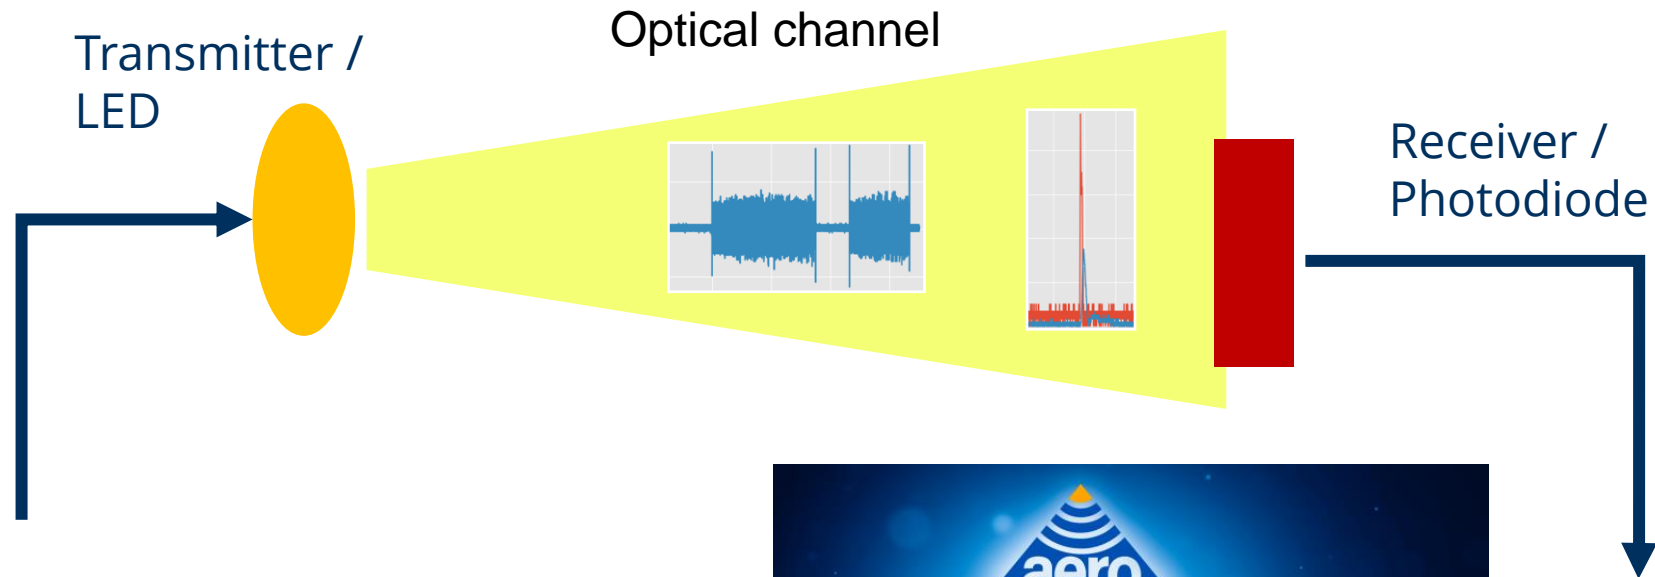 Optical channel
Transmitter /
LED
Receiver /
Photodiode
aero